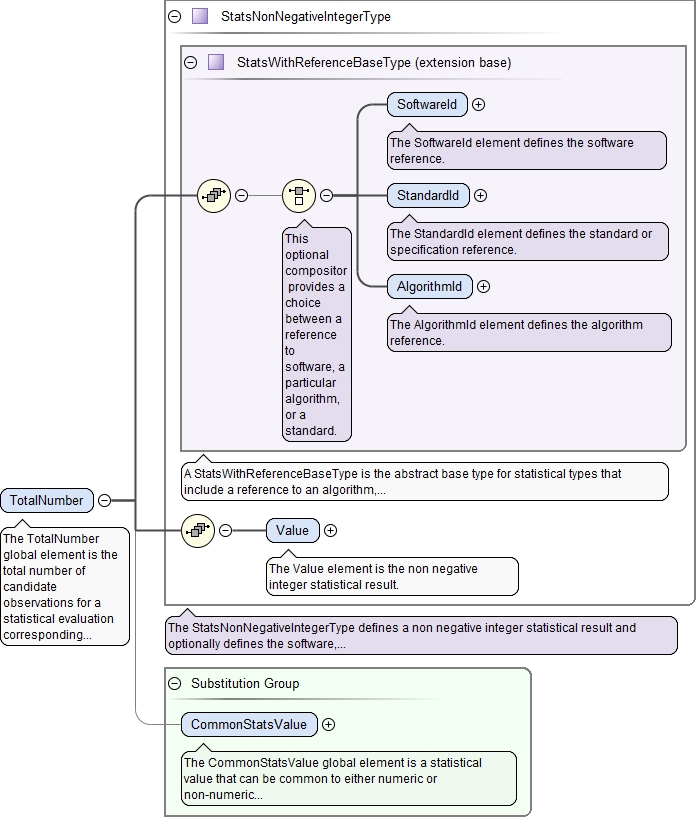 StatsNonNegativeIntegerType
StatsWithReferenceBaseType (extension base)
SoftwareId
The SoftwareId element defines the software
reference.
StandardId
The StandardId element defines the standard or
specification reference.
AlgorithmId
The AlgorithmId element defines the algorithm
reference.
This
optional
compositor
provides a
choice
between a
reference
to
software, a
particular
algorithm,
or a
standard.
A StatsWithReferenceBaseType is the abstract base type for statistical types that
include a reference to an algorithm,...
TotalNumber
The TotalNumber
global element is the
total number of
candidate
observations for a
statistical evaluation
corresponding...
Value
The Value element is the non negative
integer statistical result.
The StatsNonNegativeIntegerType defines a non negative integer statistical result and
optionally defines the software,...
Substitution Group
CommonStatsValue
The CommonStatsValue global element is a statistical
value that can be common to either numeric or
non-numeric...